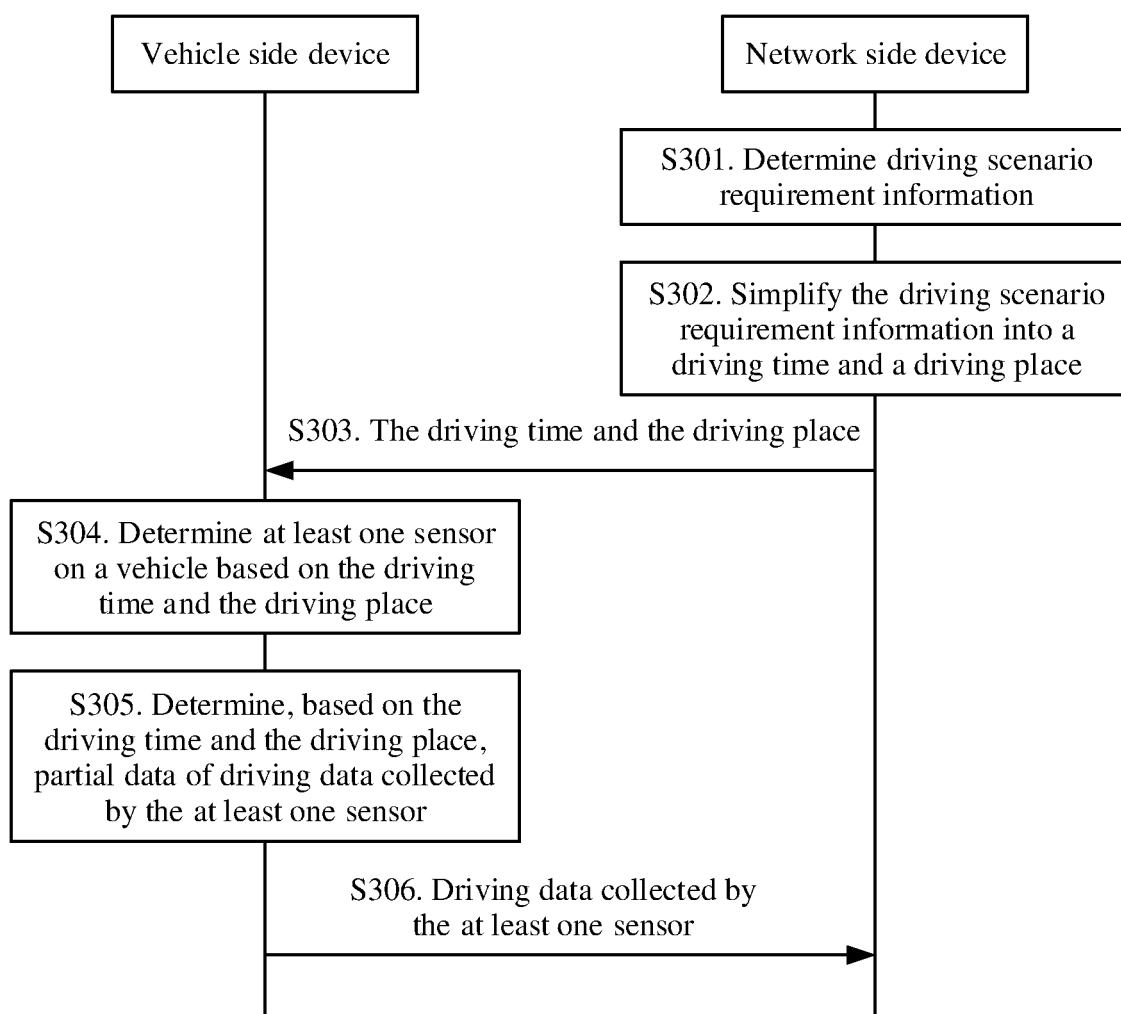 Vehicle side device
Network side device
S301. Determine driving scenario
requirement information
S302. Simplify the driving scenario
requirement information into a
driving time and a driving place
S303. The driving time and the driving place
S304. Determine at least one sensor
on a vehicle based on the driving
time and the driving place
S305. Determine, based on the
driving time and the driving place,
partial data of driving data collected
by the at least one sensor
S306. Driving data collected by
the at least one sensor